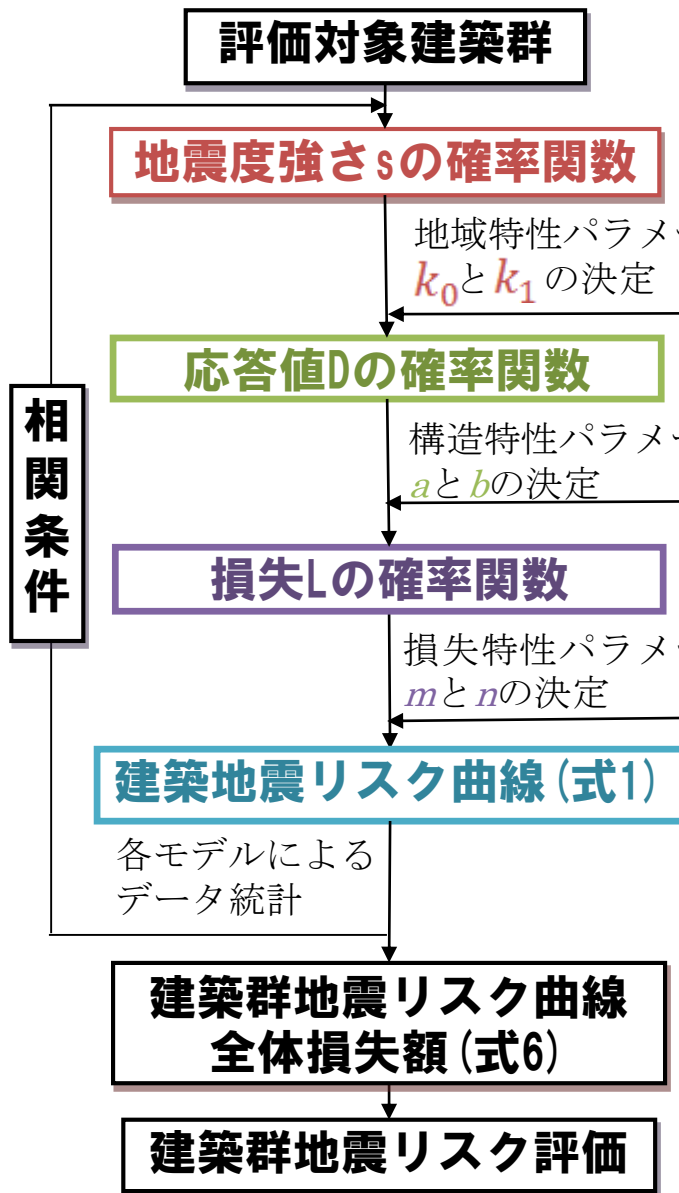 評価対象建築群
地震度強さsの確率関数
地域特性パラメ
k₀とk₁の決定
応答値Dの確率関数
構造特性パラメ
aとbの決定
相関条件
損失Lの確率関数
損失特性パラメ
mとnの決定
建築地震リスク曲線(式1)
各モデルによる
データ統計
建築群地震リスク曲線
全体損失額(式6)
建築群地震リスク評価